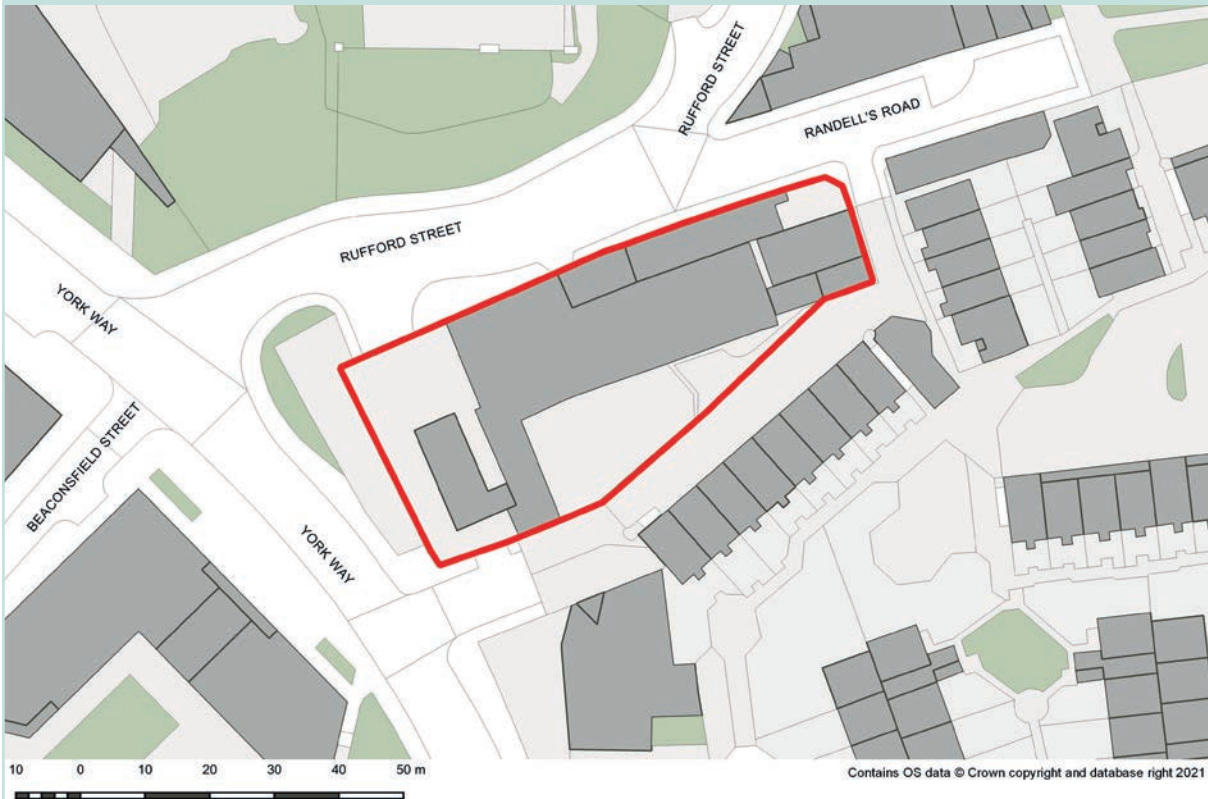 RUFFORD STREET
RANDELL'S ROAD
RUFFORD STREET
YORK WAY
BEACONSFIELD STREET
YORK WAY
10 0 10 20 30 40 50 m
Contains OS data © Crown copyright and database right 2021